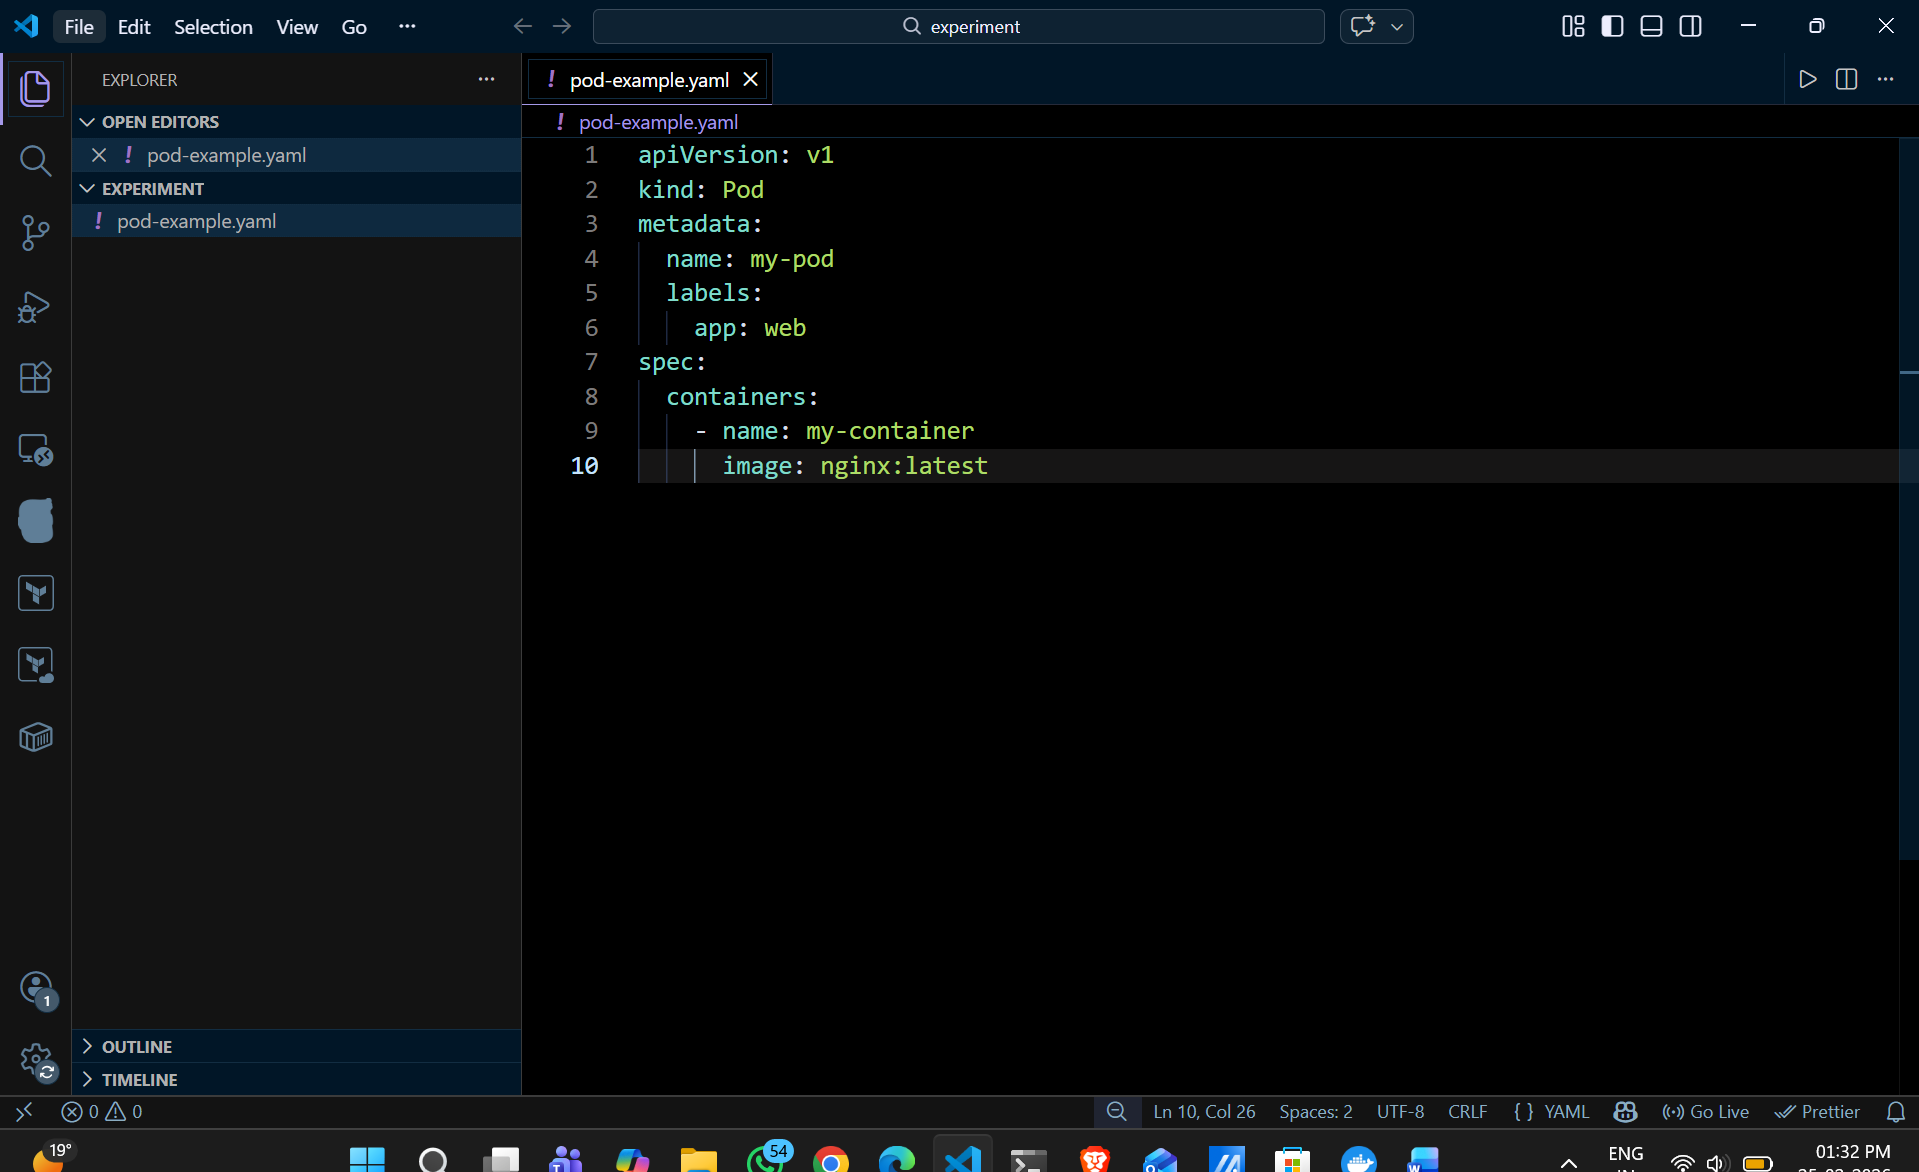 File Edit Selection View Go ···
experiment
EXPLORER
OPEN EDITORS
pod-example.yaml
EXPERIMENT
pod-example.yaml
OUTLINE
TIMELINE
pod-example.yaml
pod-example.yaml
1 apiVersion: v1
2 kind: Pod
3 metadata:
4 name: my-pod
5 labels:
6 app: web
7 spec:
8 containers:
9 - name: my-container
10 image: nginx:latest
1
0 0
Ln 10, Col 26 Spaces: 2 UTF-8 CRLF { } YAML Go Live Prettier
19°
54
ENG
01:32 PM